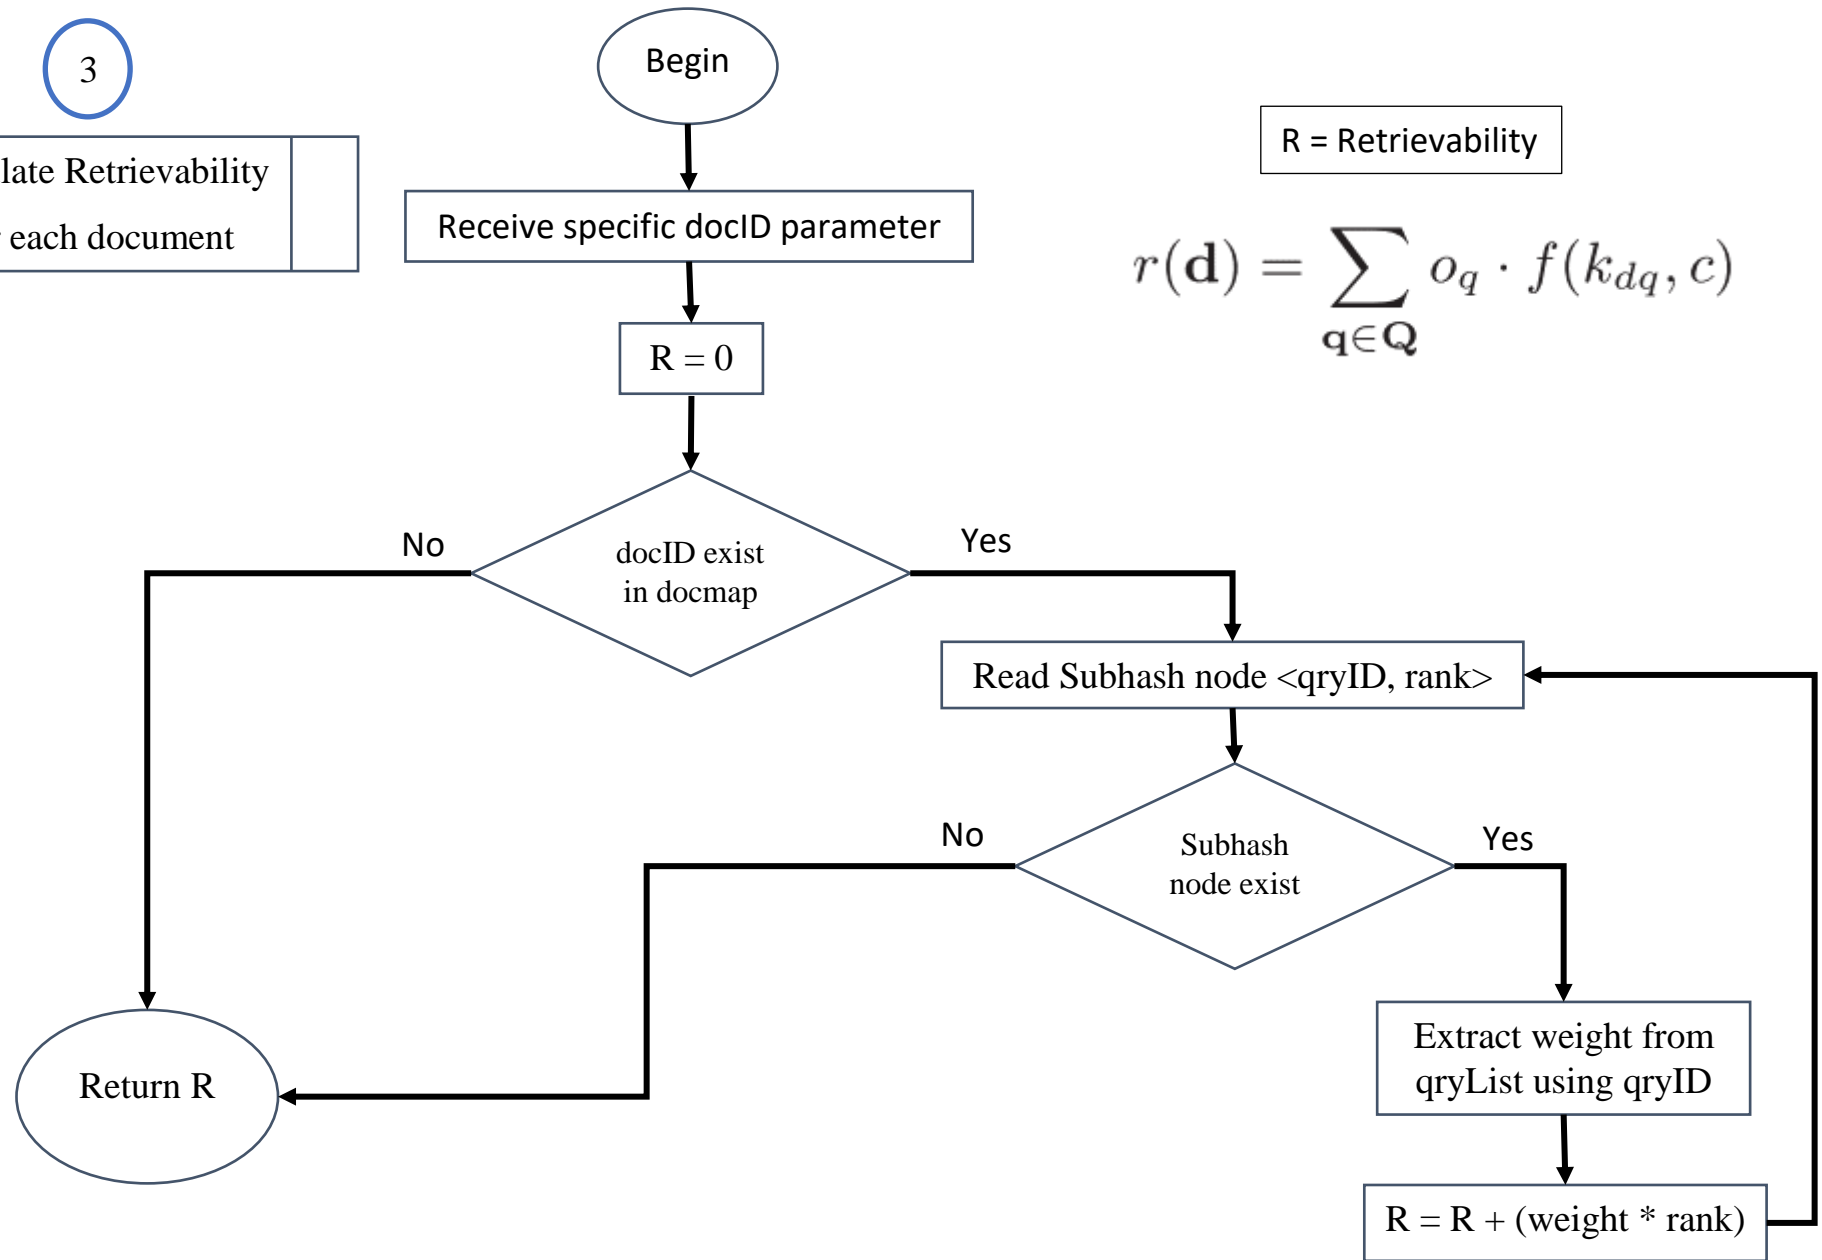 3
late Retrievability
each document
Begin
Receive specific docID parameter
R = 0
R = Retrievability
r(d) = ∑ o_q · f(k_{dq}, c)
q∈Q
docID exist
in docmap
No
Yes
Read Subhash node <qryID, rank>
Subhash
node exist
No
Yes
Extract weight from
qryList using qryID
R = R + (weight * rank)
Return R